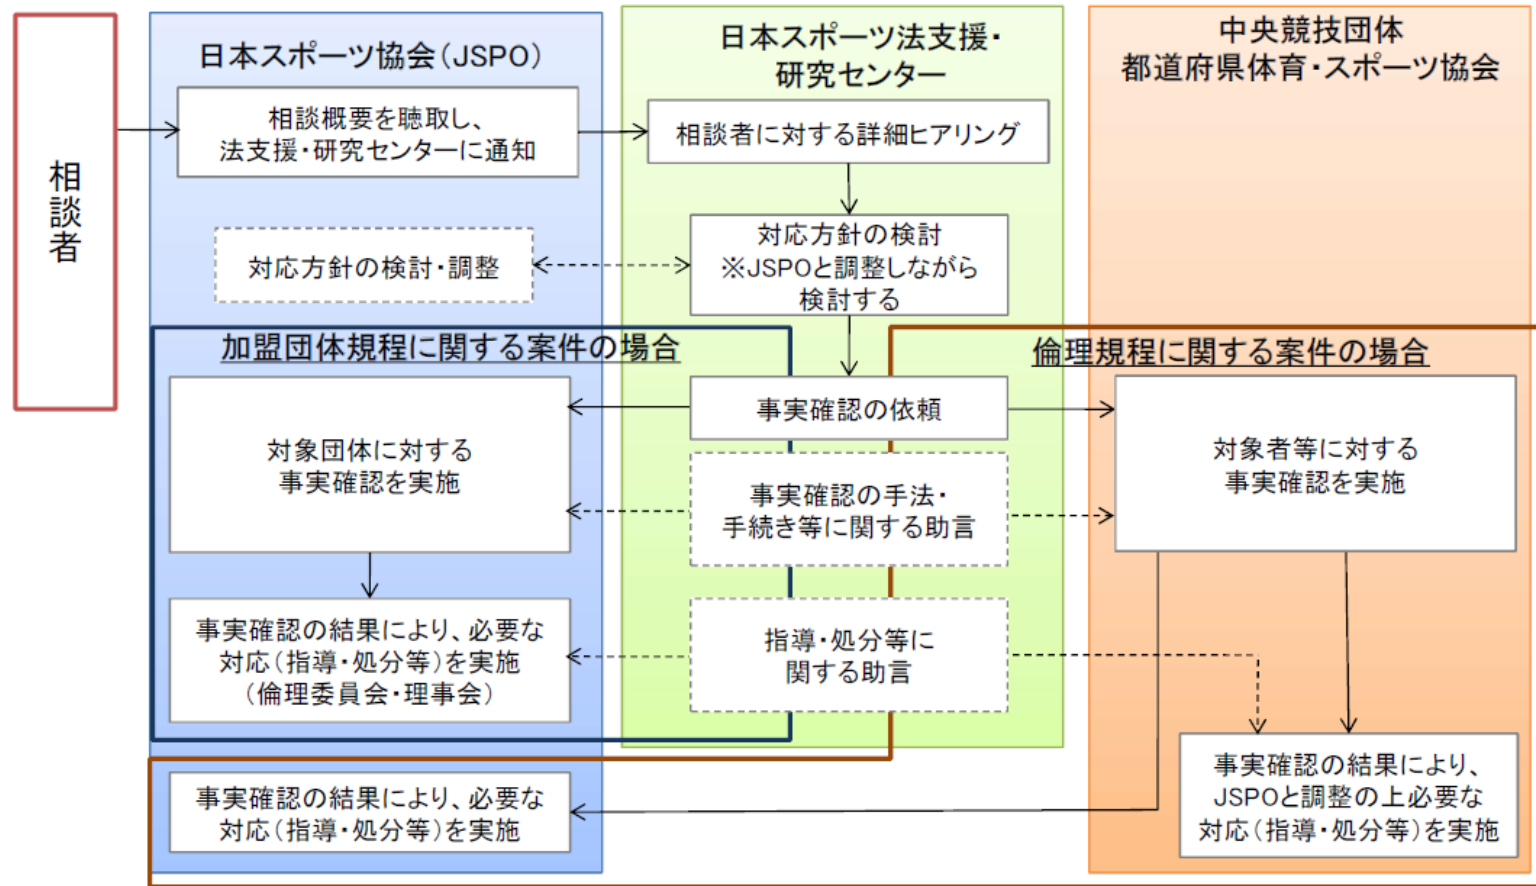 相談者
日本スポーツ協会（JSPO）
相談概要を聴取し、
法支援・研究センターに通知
対応方針の検討・調整
日本スポーツ法支援・
研究センター
相談者に対する詳細ヒアリング
対応方針の検討
※JSPOと調整しながら
検討する
中央競技団体
都道府県体育・スポーツ協会
加盟団体規程に関する案件の場合
倫理規程に関する案件の場合
事実確認の依頼
対象団体に対する
事実確認を実施
事実確認の手法・
手続き等に関する助言
対象者等に対する
事実確認を実施
事実確認の結果により、必要な
対応（指導・処分等）を実施
（倫理委員会・理事会）
指導・処分等に
関する助言
事実確認の結果により、必要な
対応（指導・処分等）を実施
事実確認の結果により、
JSPOと調整の上必要な
対応（指導・処分等）を実施